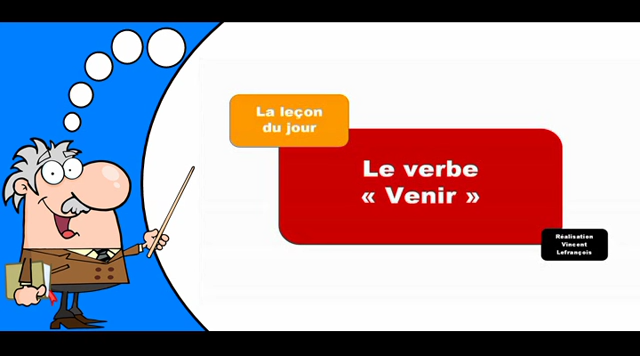 La leçon
du jour
Le verbe
« Venir »
Réalisation
Vincent
Lefrançois